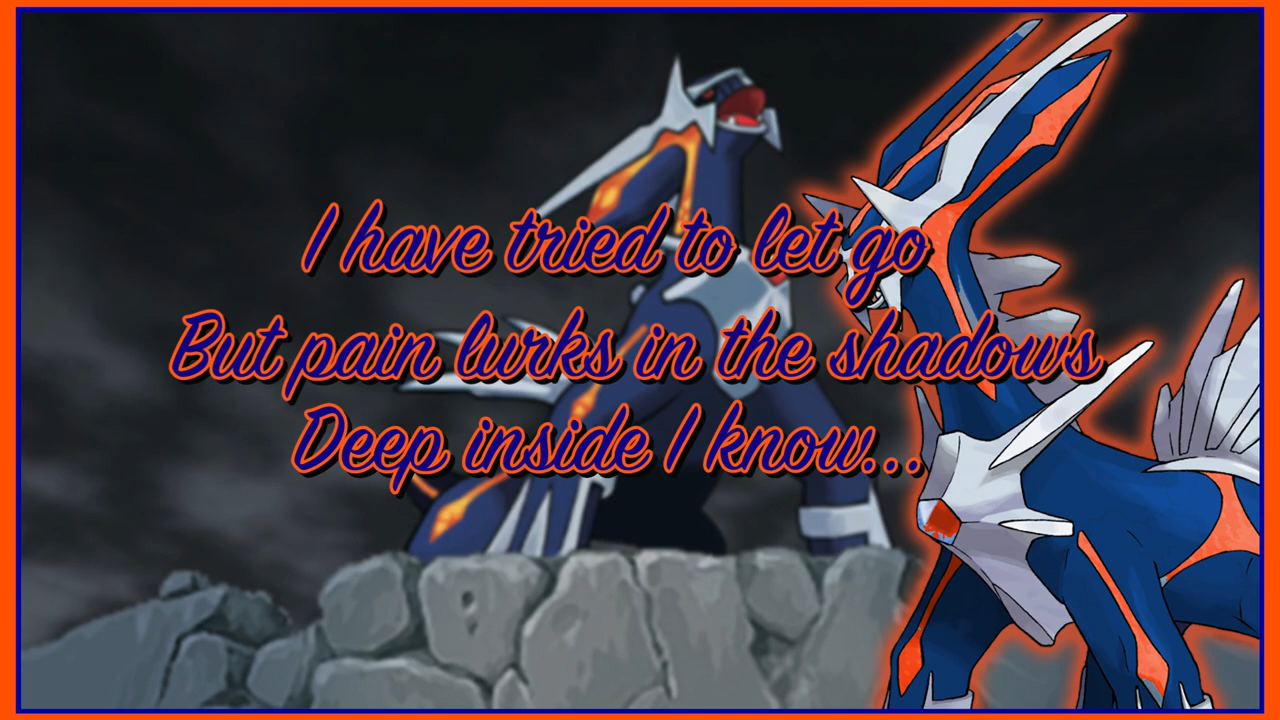 I have tried to let go
But pain lurks in the shadows
Deep inside I know...